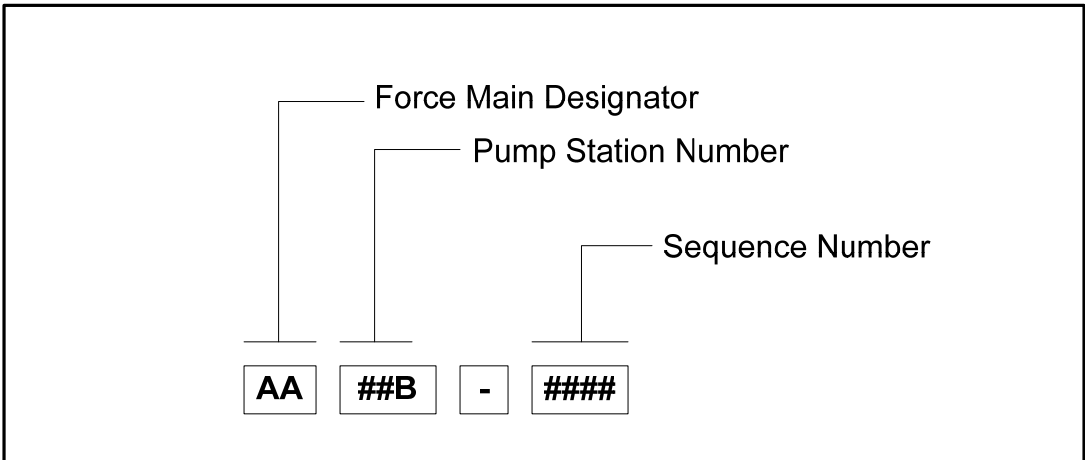 Force Main Designator
Pump Station Number
Sequence Number
AA ##B - ####